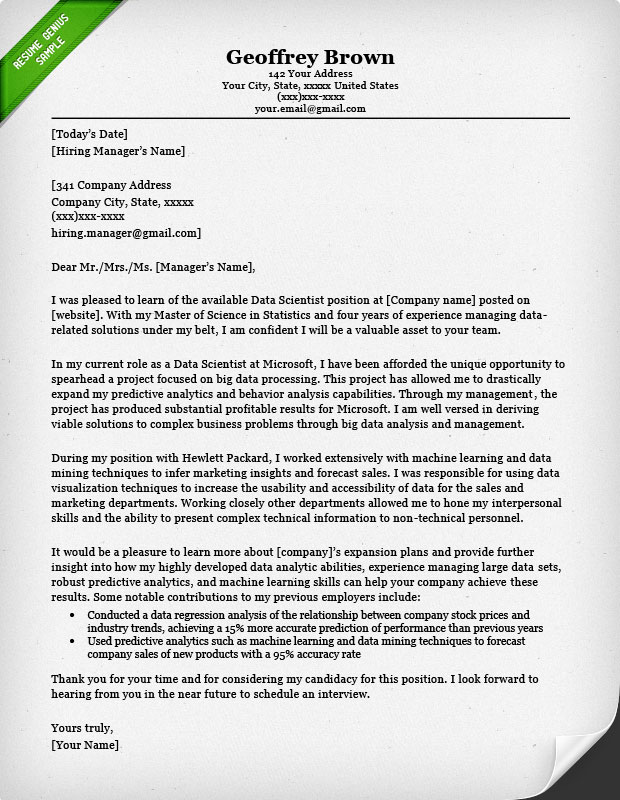 RESUME GENIUS
SAMPLE
Geoffrey Brown
142 Your Address
Your City, State, xxxxx United States
(xxx)xxx-xxxx
your.email@gmail.com
[Today's Date]
[Hiring Manager's Name]
[341 Company Address
Company City, State, xxxxx
(xxx)xxx-xxxx
hiring.manager@gmail.com]
Dear Mr./Mrs./Ms. [Manager's Name],
I was pleased to learn of the available Data Scientist position at [Company name] posted on
[website]. With my Master of Science in Statistics and four years of experience managing data-
related solutions under my belt, I am confident I will be a valuable asset to your team.
In my current role as a Data Scientist at Microsoft, I have been afforded the unique opportunity to
spearhead a project focused on big data processing. This project has allowed me to drastically
expand my predictive analytics and behavior analysis capabilities. Through my management, the
project has produced substantial profitable results for Microsoft. I am well versed in deriving
viable solutions to complex business problems through big data analysis and management.
During my position with Hewlett Packard, I worked extensively with machine learning and data
mining techniques to infer marketing insights and forecast sales. I was responsible for using data
visualization techniques to increase the usability and accessibility of data for the sales and
marketing departments. Working closely other departments allowed me to hone my interpersonal
skills and the ability to present complex technical information to non-technical personnel.
It would be a pleasure to learn more about [company]'s expansion plans and provide further
insight into how my highly developed data analytic abilities, experience managing large data sets,
robust predictive analytics, and machine learning skills can help your company achieve these
results. Some notable contributions to my previous employers include:
• Conducted a data regression analysis of the relationship between company stock prices and
industry trends, achieving a 15% more accurate prediction of performance than previous years
• Used predictive analytics such as machine learning and data mining techniques to forecast
company sales of new products with a 95% accuracy rate
Thank you for your time and for considering my candidacy for this position. I look forward to
hearing from you in the near future to schedule an interview.
Yours truly,
[Your Name]